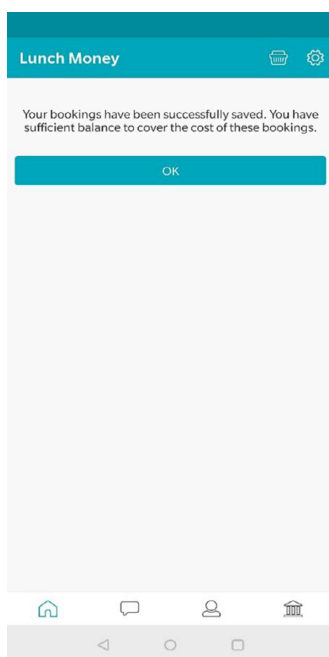 Lunch Money
Your bookings have been successfully saved. You have
sufficient balance to cover the cost of these bookings.
OK